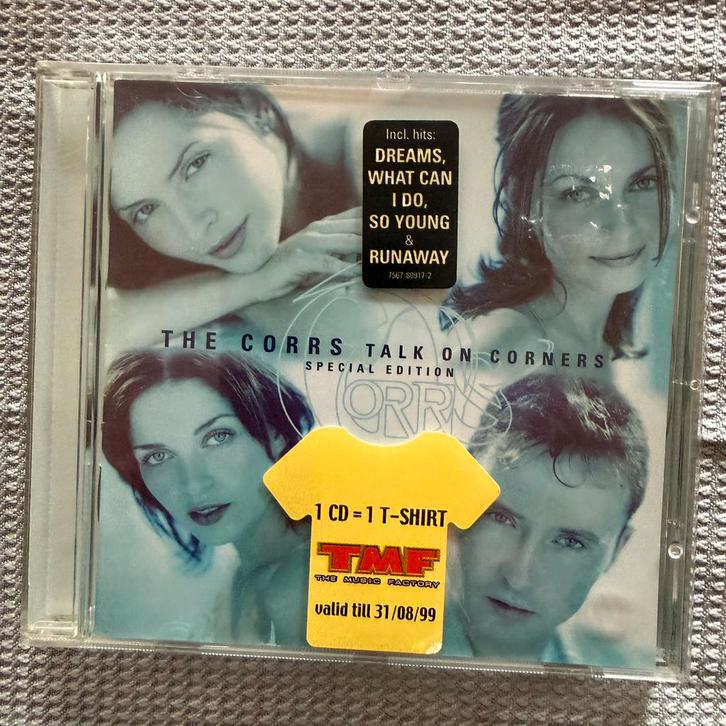 Incl. hits:
DREAMS,
WHAT CAN
I DO,
SO YOUNG
&
RUNAWAY
7567-80917-2
THE CORRS TALK ON CORNERS
SPECIAL EDITION
CORRS
1 CD = 1 T-SHIRT
TMF
THE MUSIC FACTORY
valid till 31/08/99